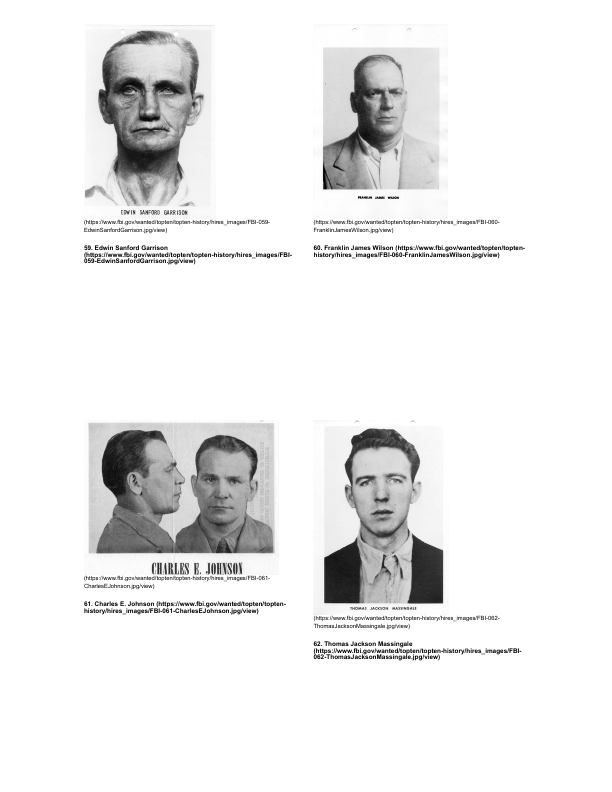 EDWIN SANFORD GARRISON
(https://www.fbi.gov/wanted/topten/topten-history/hires_images/FBI-059-
EdwinSanfordGarrison.jpg/view)
59. Edwin Sanford Garrison
(https://www.fbi.gov/wanted/topten/topten-history/hires_images/FBI-
059-EdwinSanfordGarrison.jpg/view)
FRANKLIN JAMES WILSON
(https://www.fbi.gov/wanted/topten/topten-history/hires_images/FBI-060-
FranklinJamesWilson.jpg/view)
60. Franklin James Wilson (https://www.fbi.gov/wanted/topten/topten-
history/hires_images/FBI-060-FranklinJamesWilson.jpg/view)
CHARLES E. JOHNSON
(https://www.fbi.gov/wanted/topten/topten-history/hires_images/FBI-061-
CharlesEJohnson.jpg/view)
61. Charles E. Johnson (https://www.fbi.gov/wanted/topten/topten-
history/hires_images/FBI-061-CharlesEJohnson.jpg/view)
THOMAS JACKSON MASSINGALE
(https://www.fbi.gov/wanted/topten/topten-history/hires_images/FBI-062-
ThomasJacksonMassingale.jpg/view)
62. Thomas Jackson Massingale
(https://www.fbi.gov/wanted/topten/topten-history/hires_images/FBI-
062-ThomasJacksonMassingale.jpg/view)